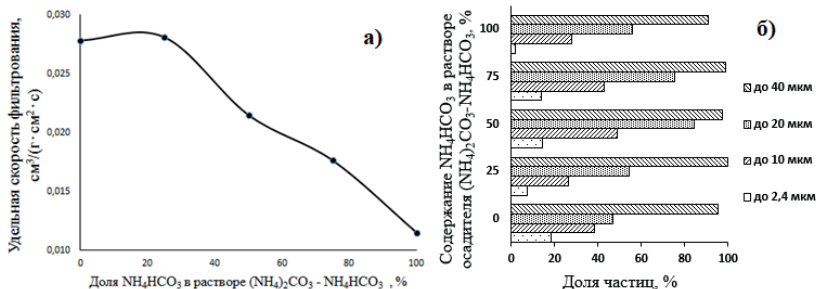 а)
0,030
0,025
0,020
0,015
0,010
0 20 40 60 80 100
Удельная скорость фильтрования,
см³/(г· см²· с)
Доля NH4HCO3 в растворе (NH4)2CO3 - NH4HCO3 , %
б)
Содержание NH4HCO3 в растворе
осадителя (NH4)2CO3-NH4HCO3, %
100
75
50
25
0
0 20 40 60 80 100
Доля частиц, %
до 40 мкм
до 20 мкм
до 10 мкм
до 2,4 мкм